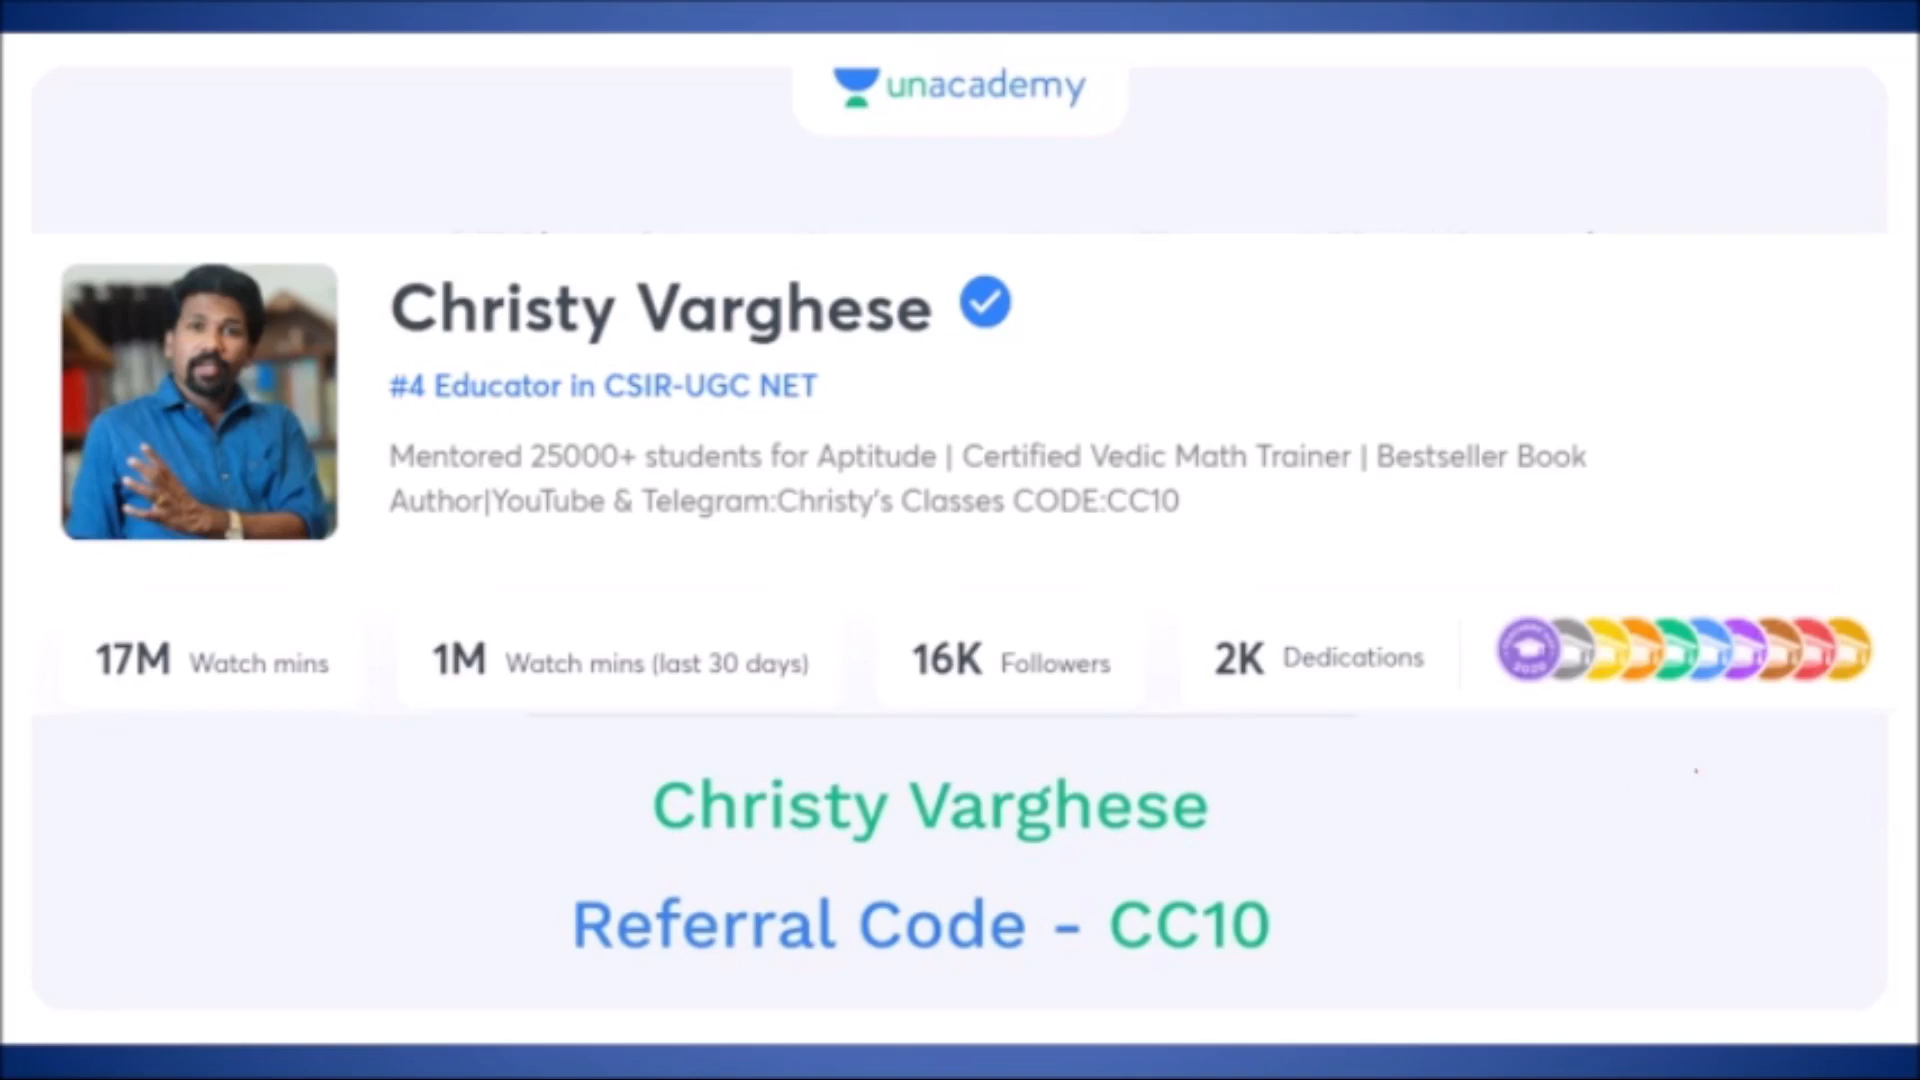 unacademy
Christy Varghese
#4 Educator in CSIR-UGC NET
Mentored 25000+ students for Aptitude | Certified Vedic Math Trainer | Bestseller Book
Author|YouTube & Telegram:Christy's Classes CODE:CC10
17M Watch mins 1M Watch mins (last 30 days) 16K Followers 2K Dedications
2020
Christy Varghese
Referral Code - CC10